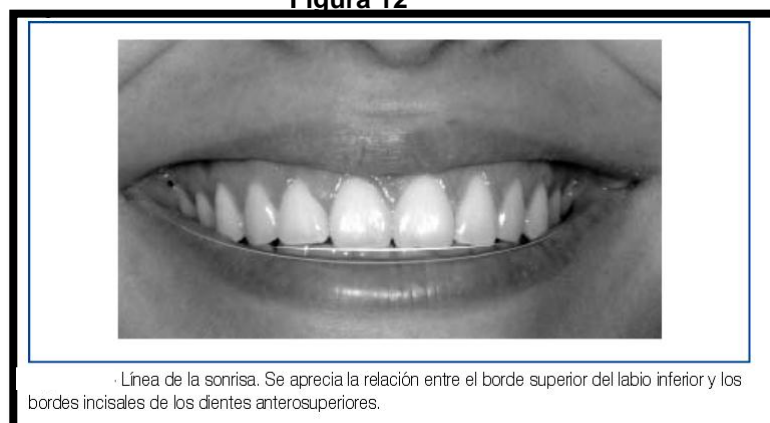 Figura 12
· Línea de la sonrisa. Se aprecia la relación entre el borde superior del labio inferior y los
bordes incisales de los dientes anterosuperiores.